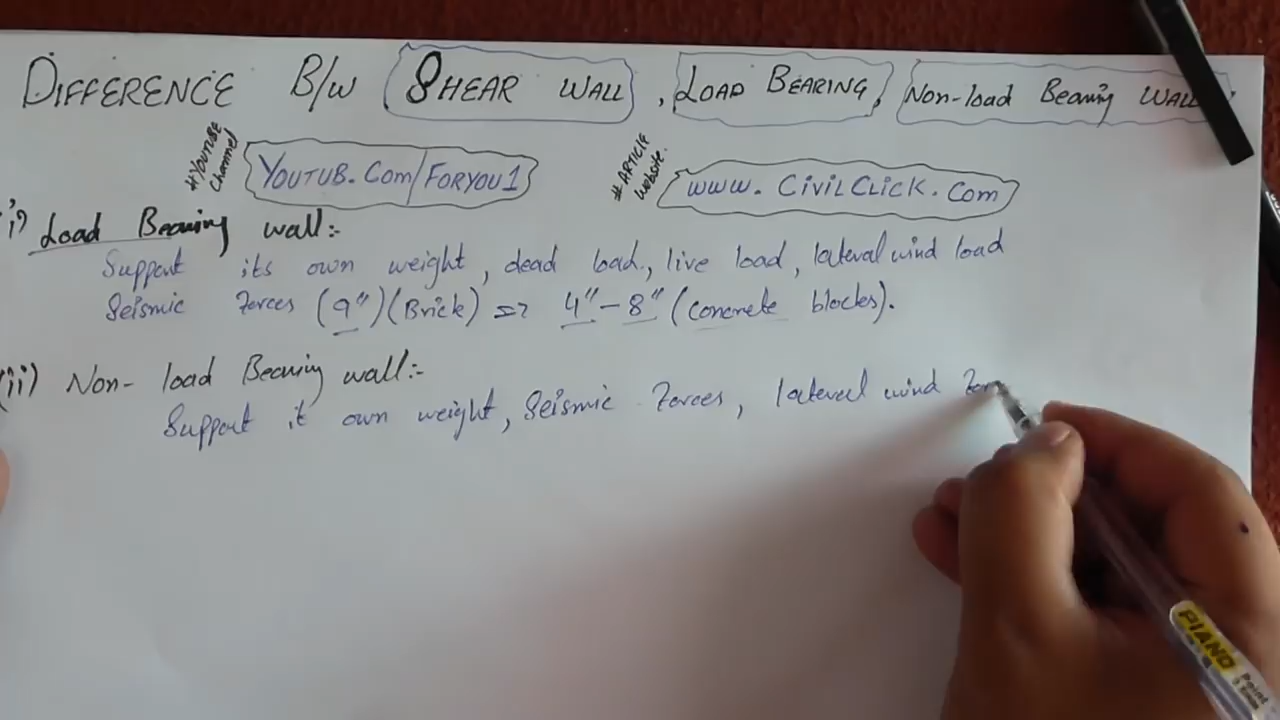 DIFFERENCE B/W SHEAR WALL, LOAD BEARING, Non-load Bearing WALL
#YOUTUBE Channel
YOUTUB.Com/FORYOU1
#ARTICLE Website.
WWW.CIVILCLICK.Com
(i) Load Bearing wall:-
Support its own weight, dead load, live load, lateral wind load
Seismic Forces (9") (Brick) => 4"-8" (concrete blocks).
(ii) Non-load Bearing wall:-
Support it own weight, Seismic Forces, lateral wind
PIANO
Point